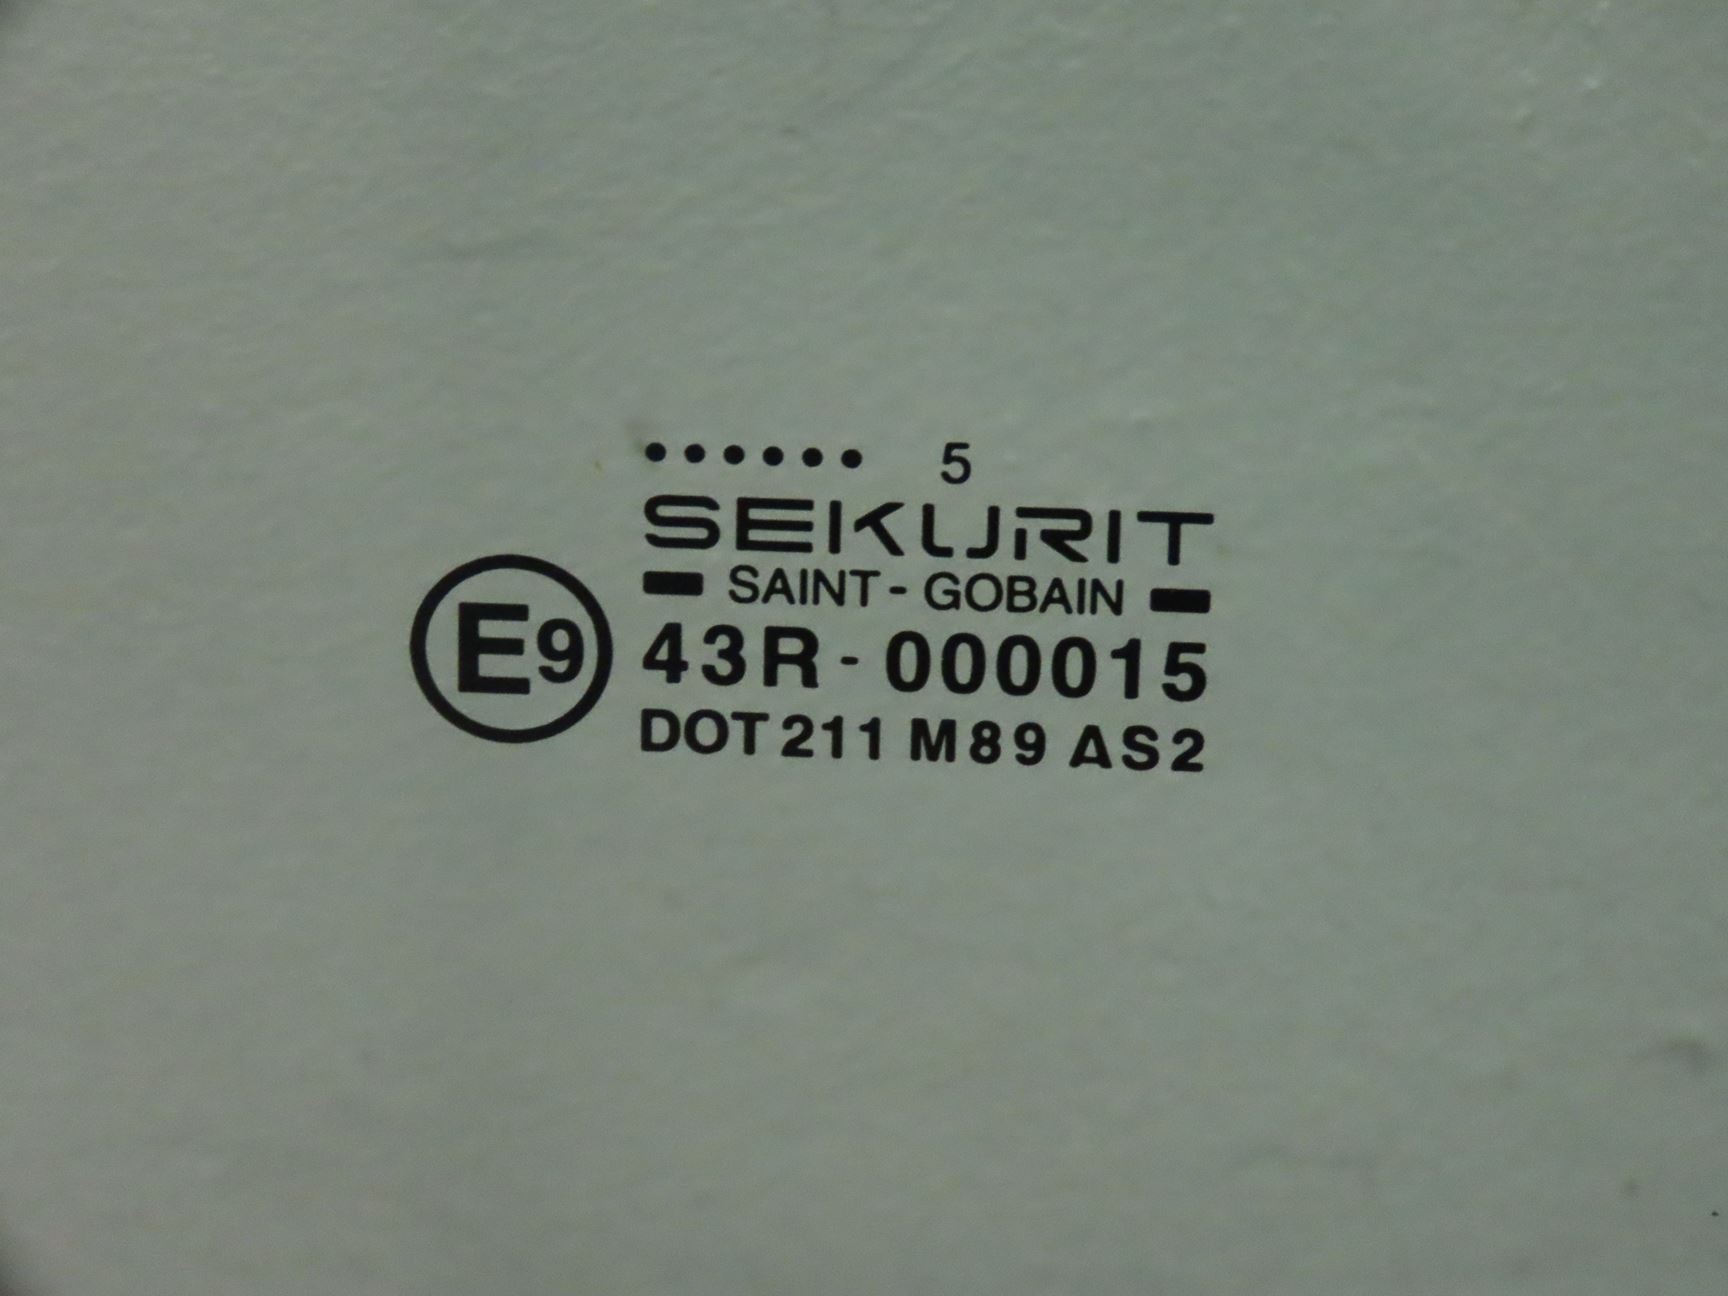 ...... 5
SEKURIT
SAINT-GOBAIN
E9 43R-000015
DOT 211 M89 AS2